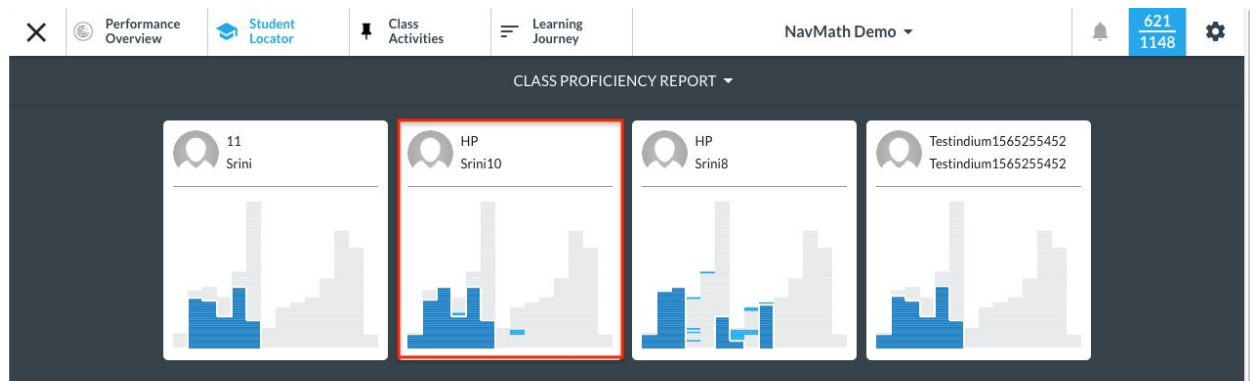 Performance
Overview
Student
Locator
Class
Activities
Learning
Journey
NavMath Demo
621
1148
CLASS PROFICIENCY REPORT
11
Srini
HP
Srini10
HP
Srini8
Testindium1565255452
Testindium1565255452